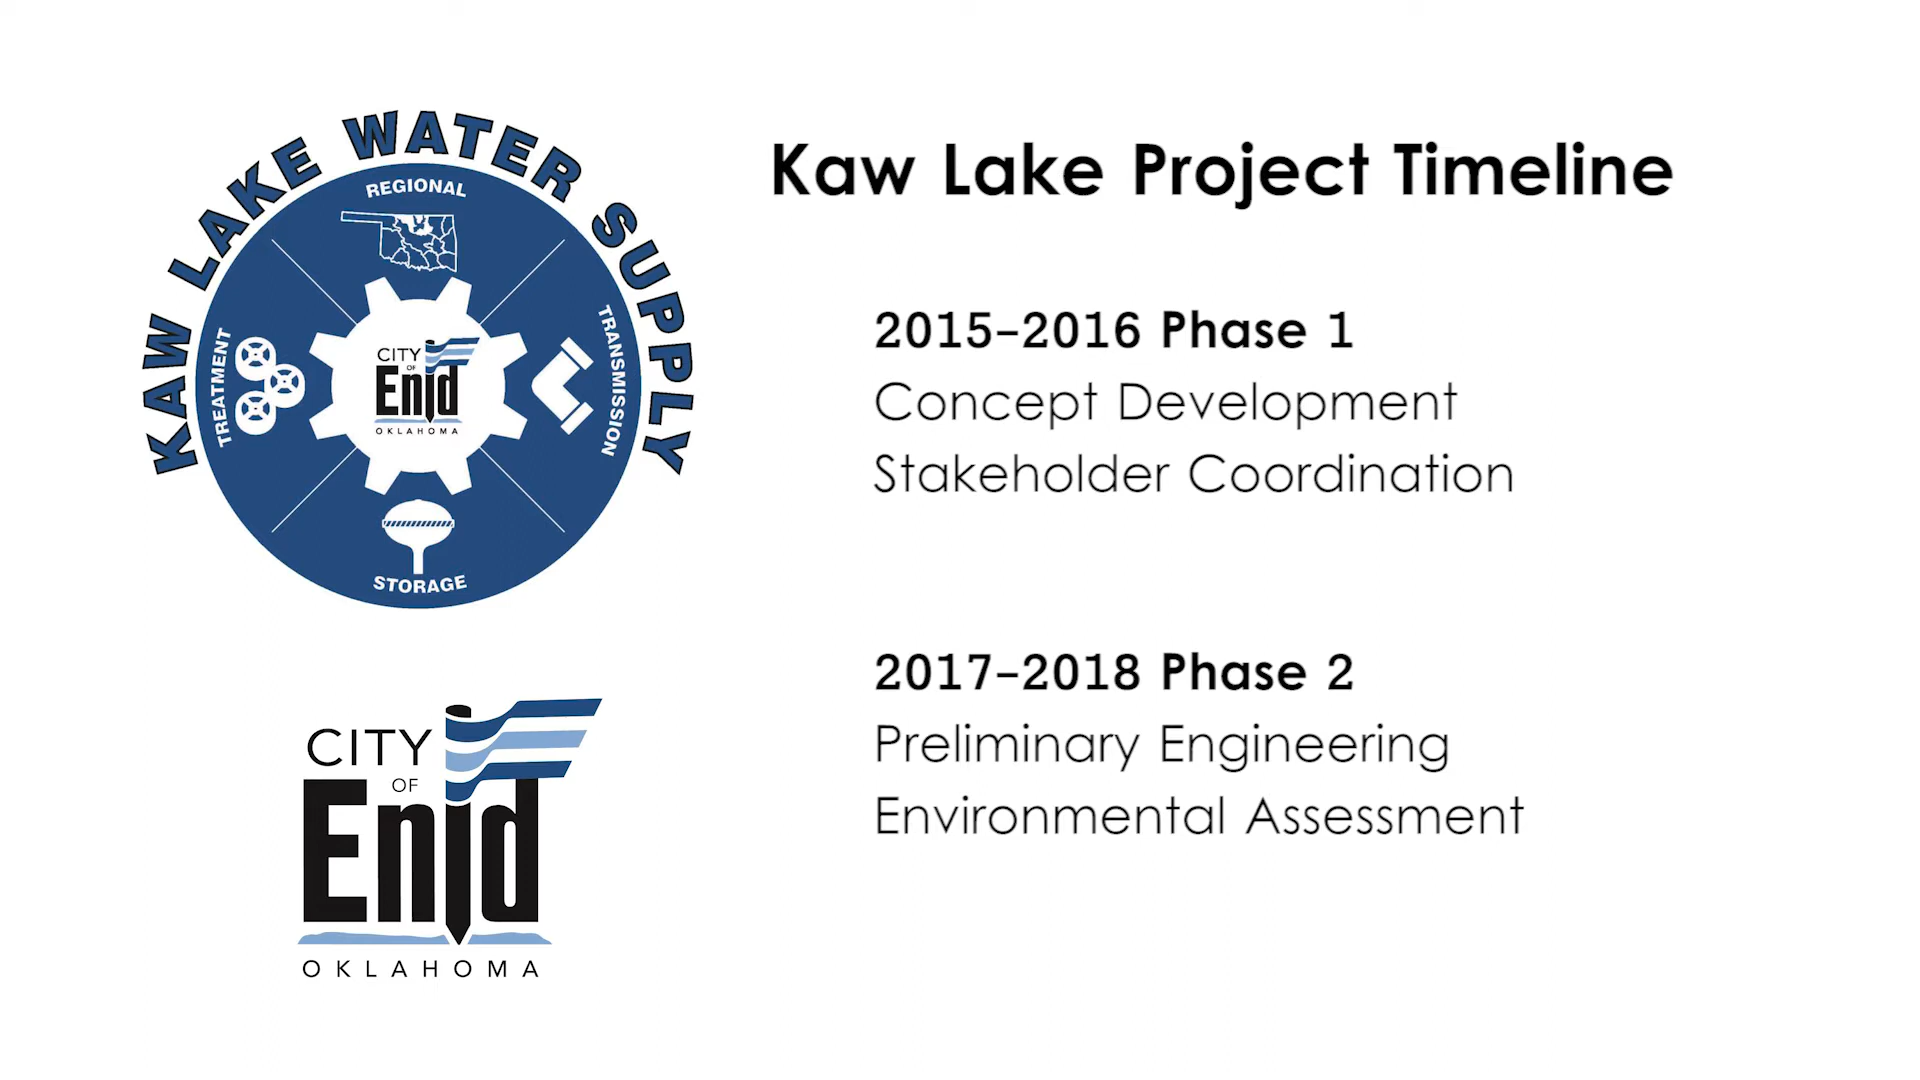 KAW LAKE WATER SUPPLY
REGIONAL
TREATMENT
TRANSMISSION
CITY
OF
Enid
OKLAHOMA
STORAGE
CITY
OF
Enid
OKLAHOMA
Kaw Lake Project Timeline
2015-2016 Phase 1
Concept Development
Stakeholder Coordination
2017-2018 Phase 2
Preliminary Engineering
Environmental Assessment